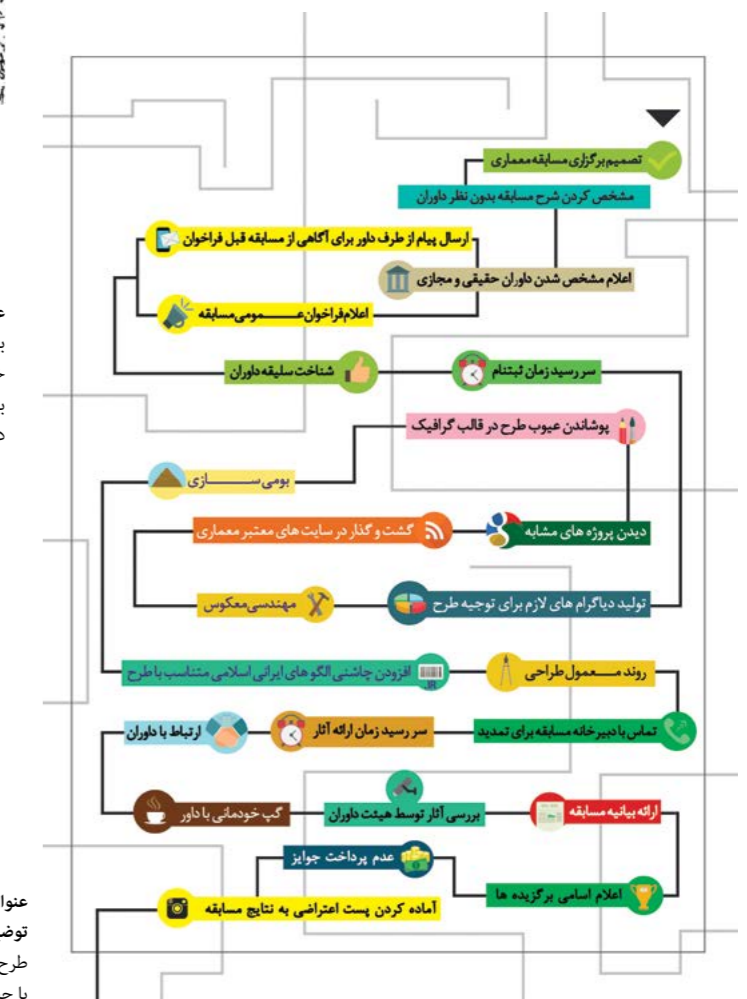 تصمیم برگزاری مسابقه معماری
مشخص کردن شرح مسابقه بدون نظر داوران
ارسال پیام از طرف داور برای آگاهی از مسابقه قبل فراخوان
اعلام مشخص شدن داوران حقیقی و مجازی
اعلام فراخوان عـــــمومی مسابقه
سر رسید زمان ثبتنام
شناخت سلیقه داوران
پوشاندن عیوب طرح در قالب گرافیک
بومی ســـــازی
دیدن پروژه های مشابه
گشت و گذار در سایت های معتبر معماری
تولید دیاگرام های لازم برای توجیه طرح
مهندسی معکوس
روند مـــعمول طراحی
افزودن چاشنی الگو های ایرانی اسلامی متناسب با طرح
تماس با دبیرخانه مسابقه برای تمدید
سر رسید زمان ارائه آثار
ارتباط با داوران
ارائه بیانیه مسابقه
بررسی آثار توسط هیئت داوران
گپ خودمانی با داور
عدم پرداخت جوایز
اعلام اسامی برگزیده ها
آماده کردن پست اعتراضی به نتایج مسابقه
طرح